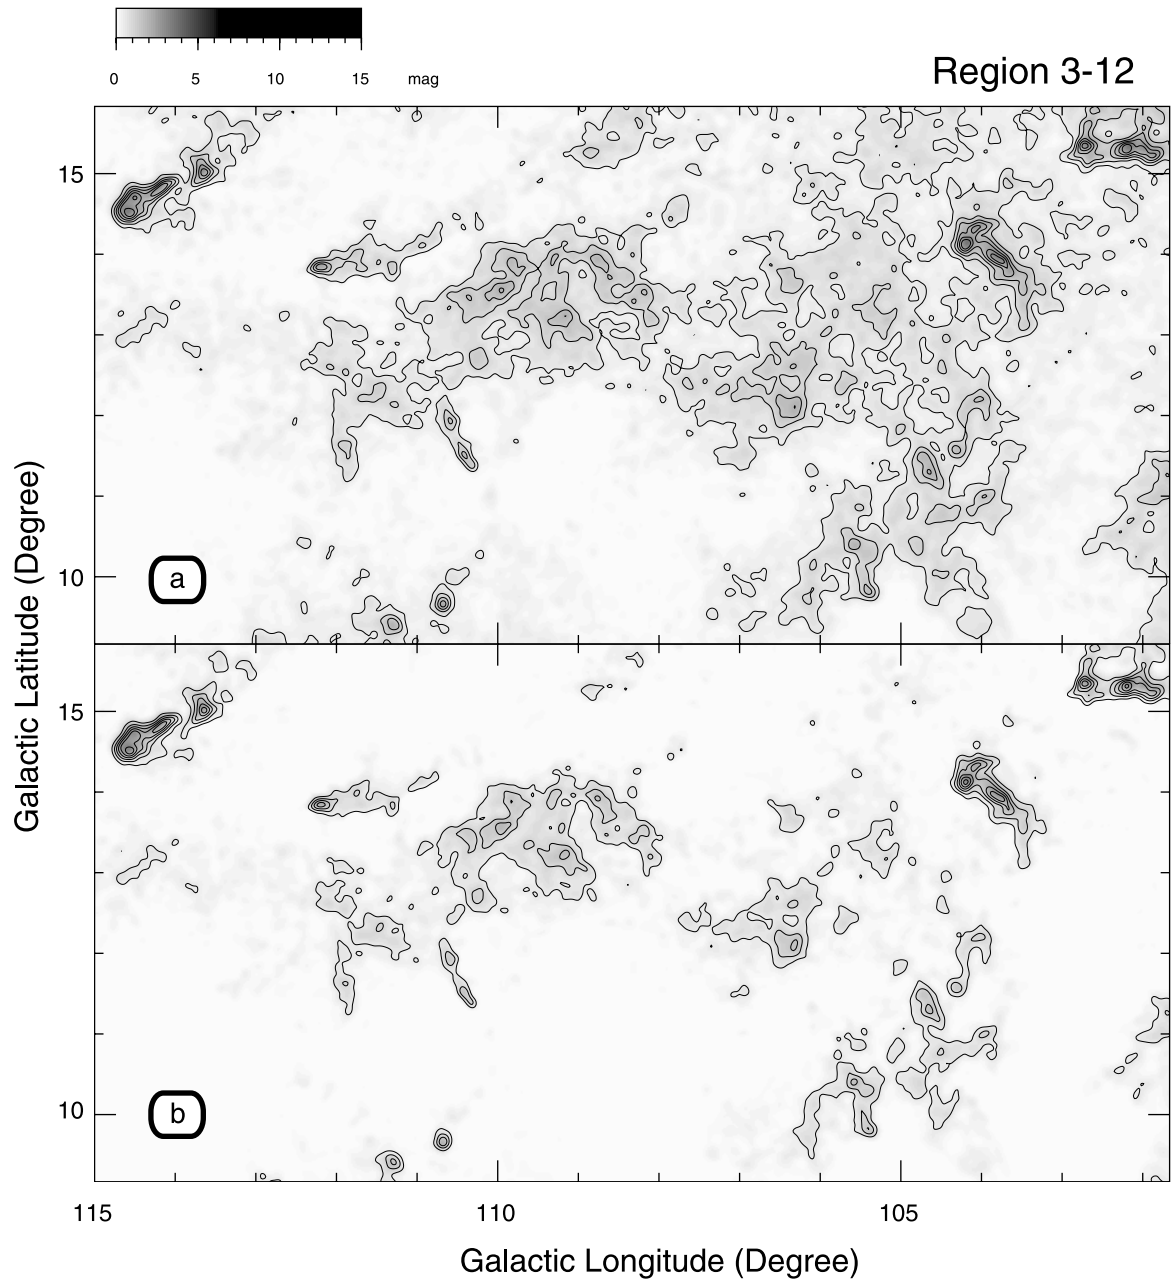 0 5 10 15 mag
Region 3-12
15
10
a
Galactic Latitude (Degree)
15
10
b
115 110 105
Galactic Longitude (Degree)